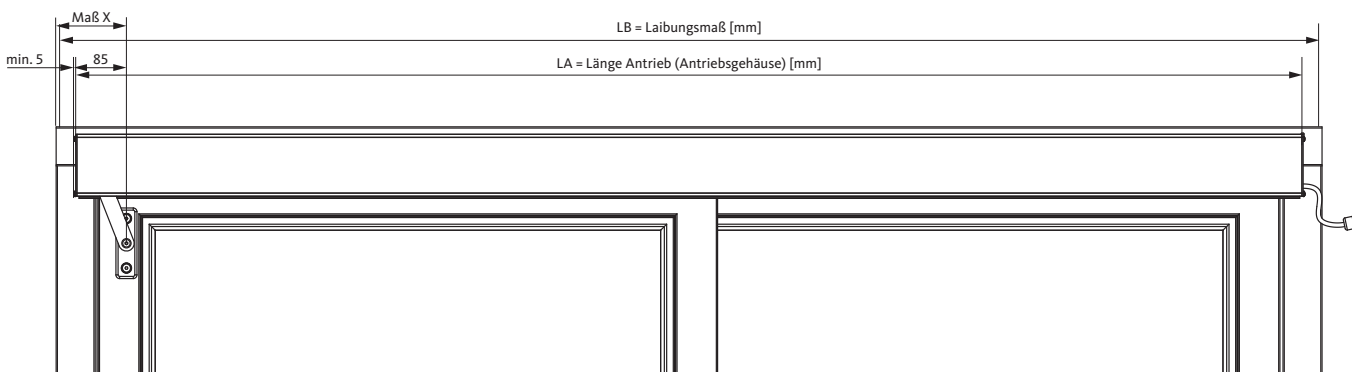 Maß X
LB = Laibungsmaß [mm]
min. 5
85
LA = Länge Antrieb (Antriebsgehäuse) [mm]